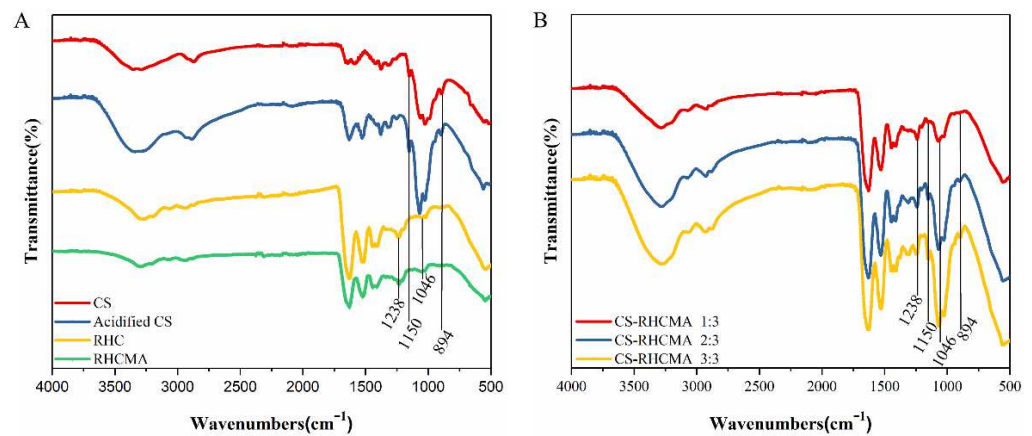 A
Transmittance(%)
1238
1150
1046
894
CS
Acidified CS
RHC
RHCMA
4000 3500 3000 2500 2000 1500 1000 500
Wavenumbers(cm⁻¹)
B
Transmittance(%)
1238
1150
1046
894
CS-RHCMA 1:3
CS-RHCMA 2:3
CS-RHCMA 3:3
4000 3500 3000 2500 2000 1500 1000 500
Wavenumbers(cm⁻¹)